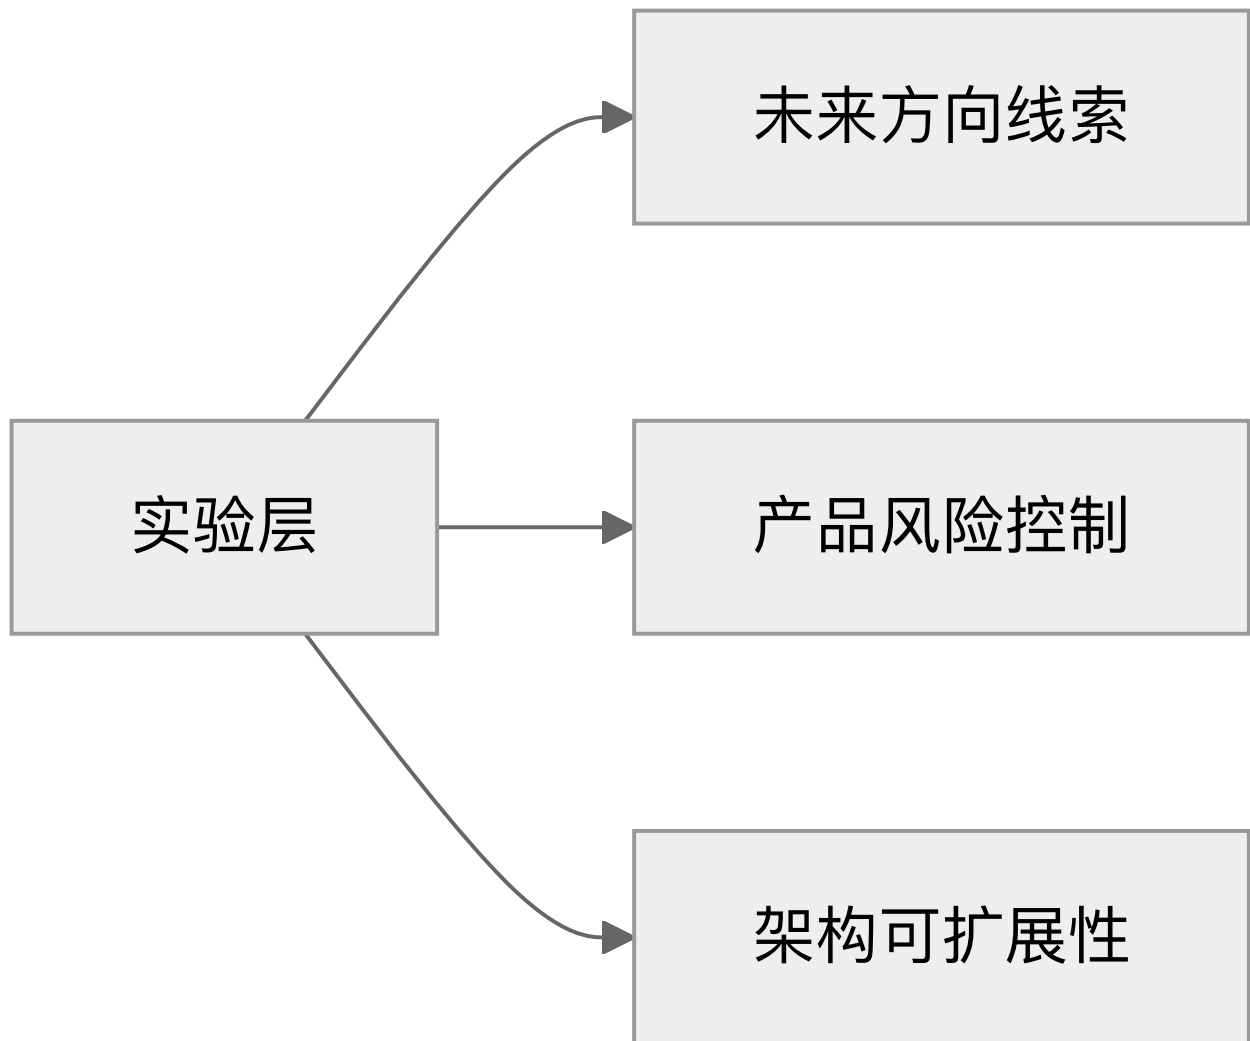 未来方向线索
实验层
产品风险控制
架构可扩展性